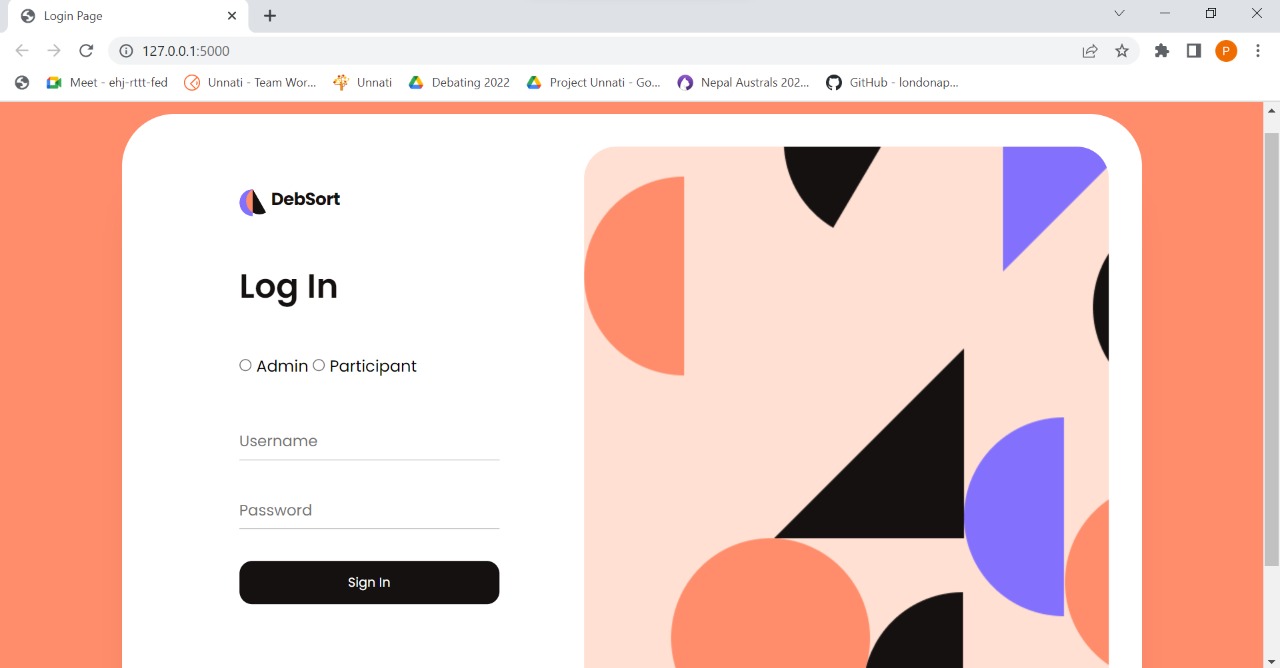 Login Page
127.0.0.1:5000
P
Meet - ehj-rttt-fed
Unnati - Team Wor...
Unnati
Debating 2022
Project Unnati - Go...
Nepal Australs 202...
GitHub - londonap...
DebSort
Log In
Admin
Participant
Username
Password
Sign In